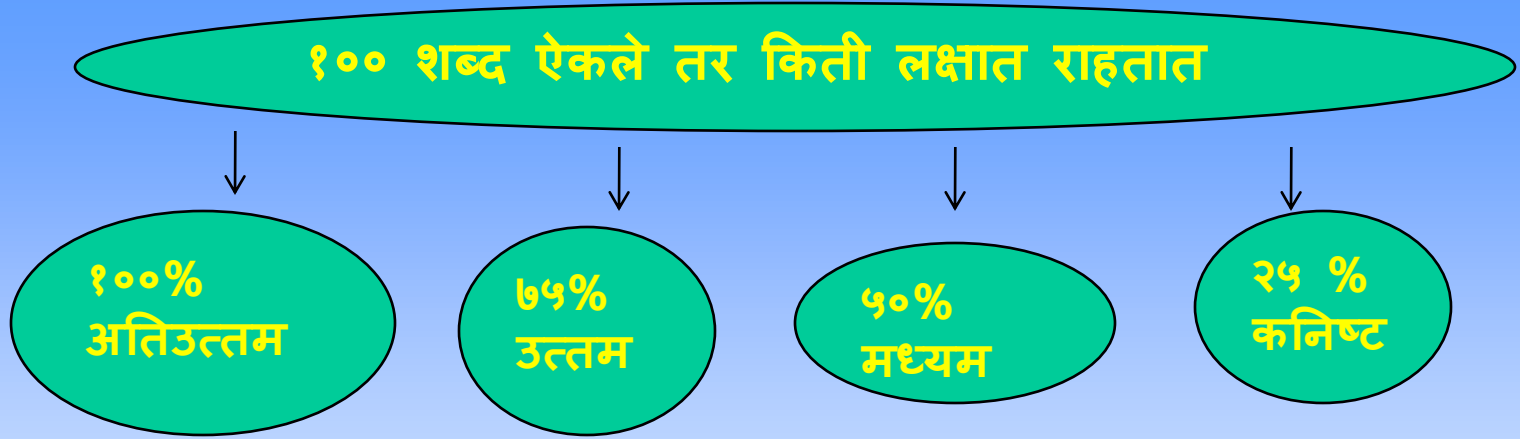 १०० शब्द ऐकले तर किती लक्षात राहतात
१००%
अतिउत्तम
७५%
उत्तम
५०%
मध्यम
२५ %
कनिष्ट